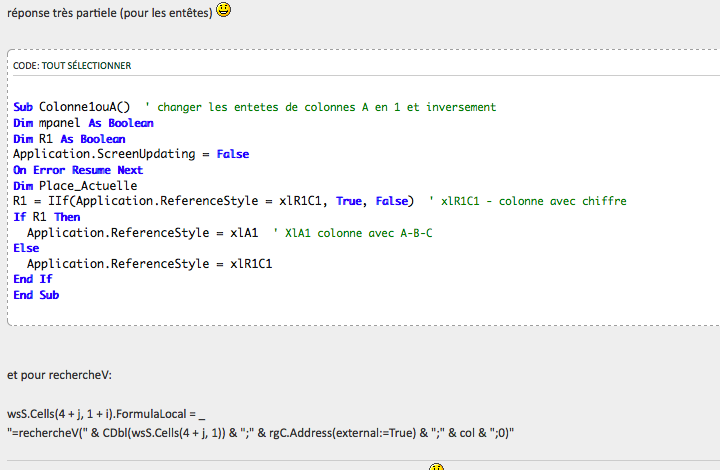 réponse très partiele (pour les entêtes)
CODE: TOUT SÉLECTIONNER
Sub Colonne1ouA()  ' changer les entetes de colonnes A en 1 et inversement
Dim mpanel As Boolean
Dim R1 As Boolean
Application.ScreenUpdating = False
On Error Resume Next
Dim Place_Actuelle
R1 = IIf(Application.ReferenceStyle = xlR1C1, True, False)  ' xlR1C1 - colonne avec chiffre
If R1 Then
  Application.ReferenceStyle = xlA1  ' XlA1 colonne avec A-B-C
Else
  Application.ReferenceStyle = xlR1C1
End If
End Sub
et pour rechercheV:
wsS.Cells(4 + j, 1 + i).FormulaLocal = _
"=rechercheV(" & CDbl(wsS.Cells(4 + j, 1)) & ";" & rgC.Address(external:=True) & ";" & col & ";0)"